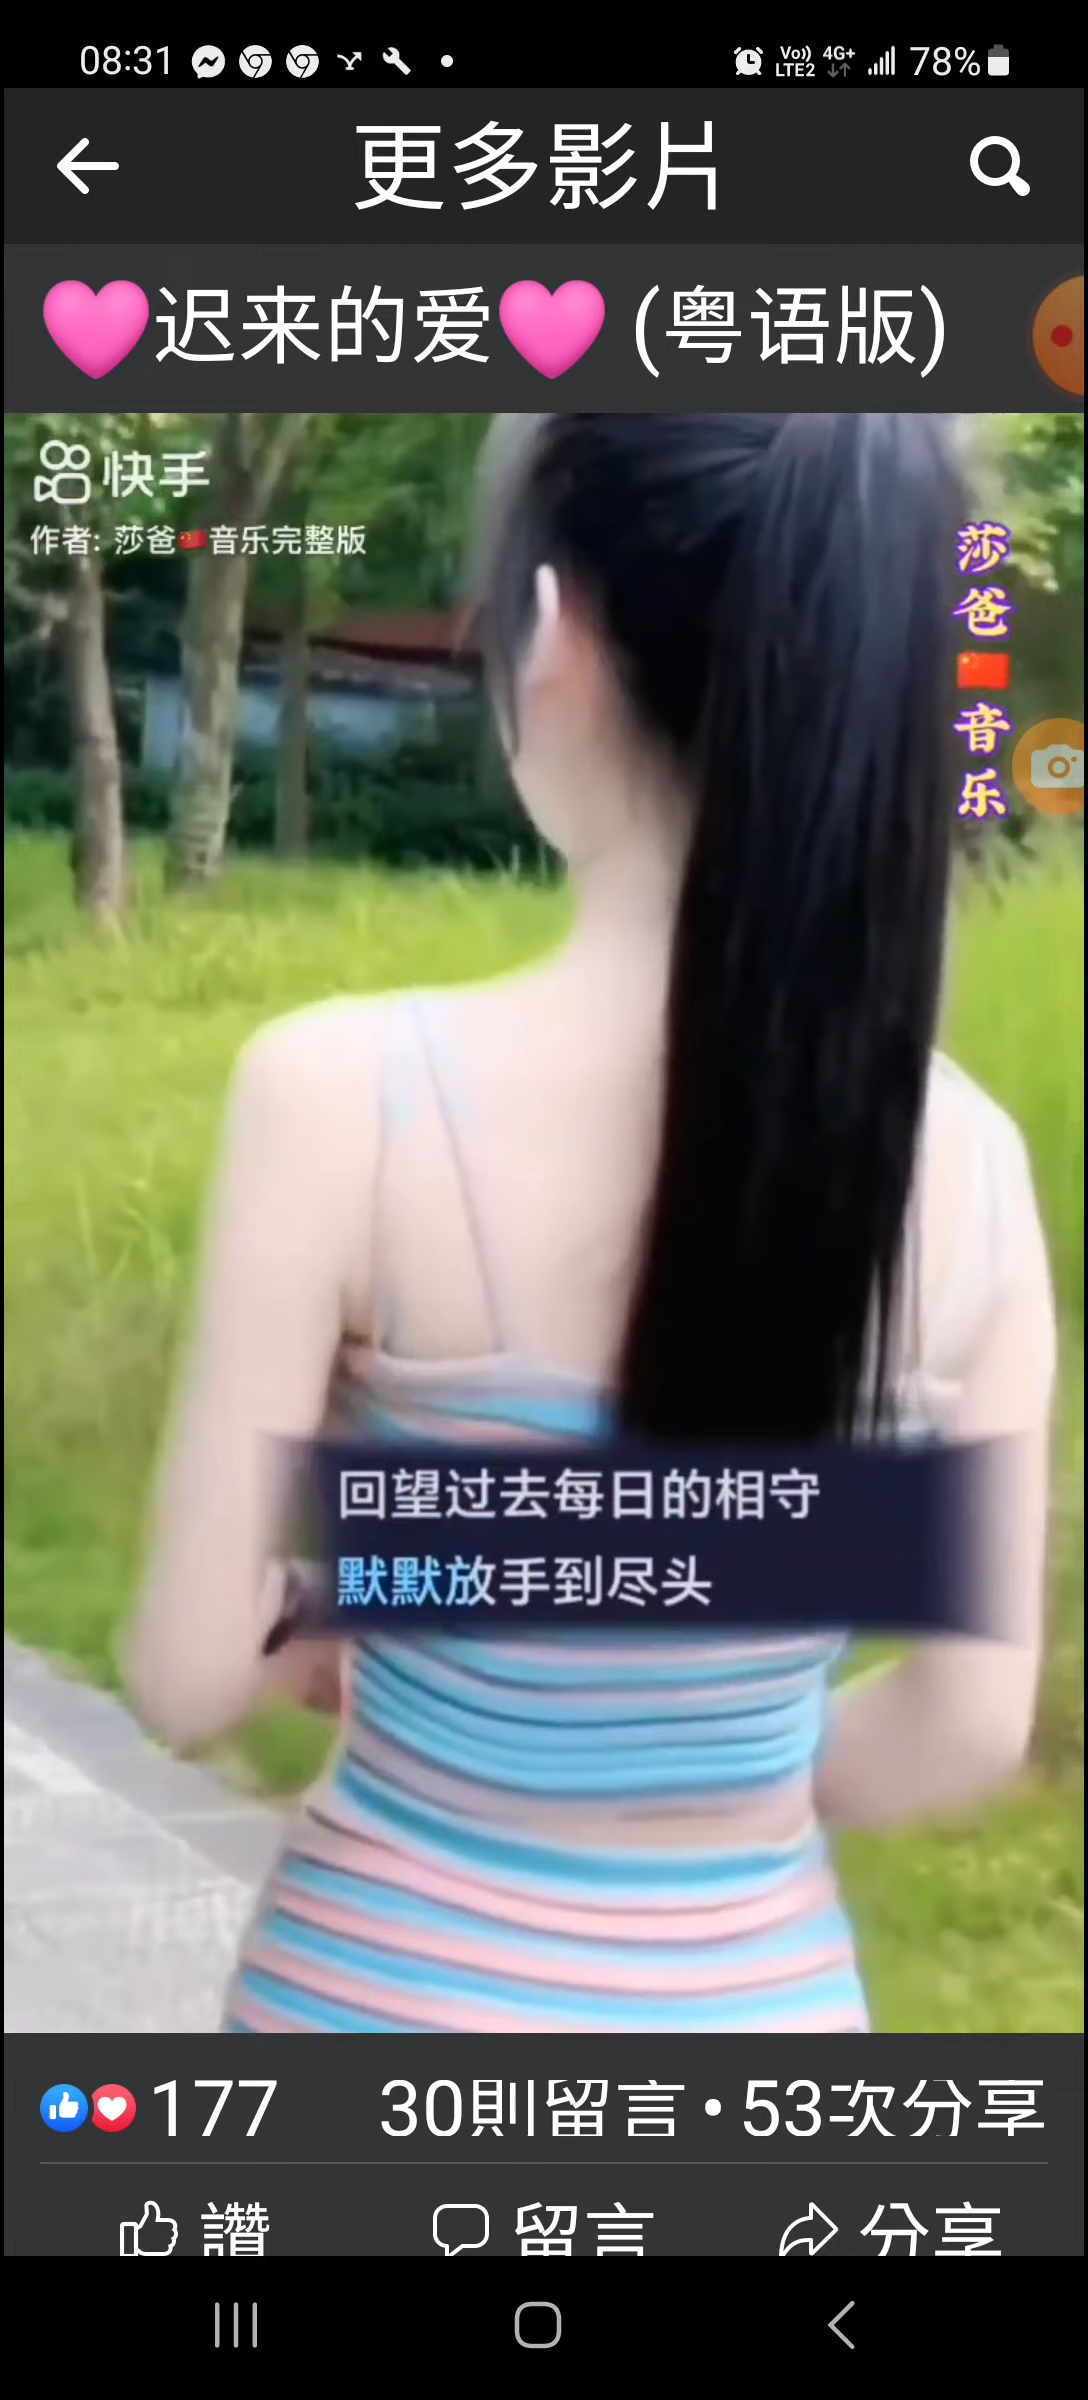 08:31 Vo)) LTE2 4G+ 78%
更多影片
🩷迟来的爱🩷 (粤语版)
快手
作者: 莎爸🇨🇳音乐完整版
莎爸🇨🇳音乐
回望过去每日的相守
默默放手到尽头
177 30則留言 • 53次分享
讚 留言 分享